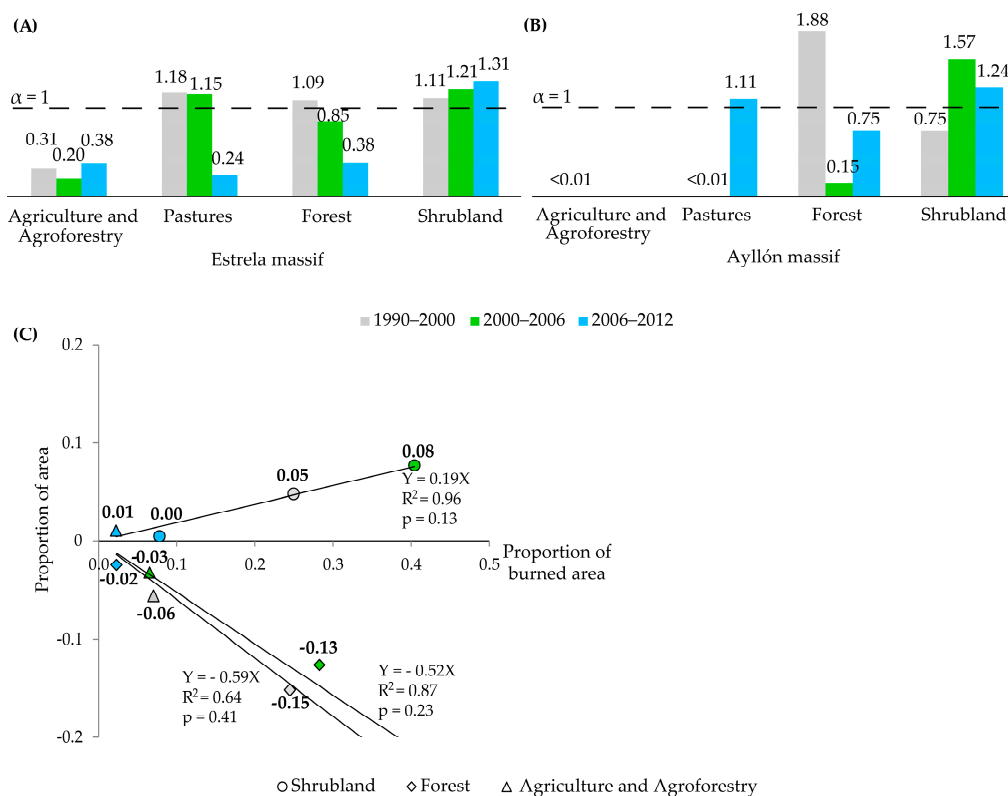 (A)
α = 1
0.31
0.20
0.38
1.18
1.15
0.24
1.09
0.85
0.38
1.11
1.21
1.31
Agriculture and
Agroforestry
Pastures
Forest
Shrubland
Estrela massif
(B)
α = 1
<0.01
<0.01
1.11
1.88
0.15
0.75
0.75
1.57
1.24
Agriculture and
Agroforestry
Pastures
Forest
Shrubland
Ayllón massif
1990–2000
2000–2006
2006–2012
(C)
Proportion of area
0.2
0.1
0
-0.1
-0.2
0.0
0.1
0.2
0.3
0.4
0.5
Proportion of
burned area
0.01
0.00
0.05
0.08
Y = 0.19X
R² = 0.96
p = 0.13
-0.02
-0.03
-0.06
-0.13
-0.15
Y = - 0.59X
R² = 0.64
p = 0.41
Y = - 0.52X
R² = 0.87
p = 0.23
Shrubland
Forest
Agriculture and Agroforestry